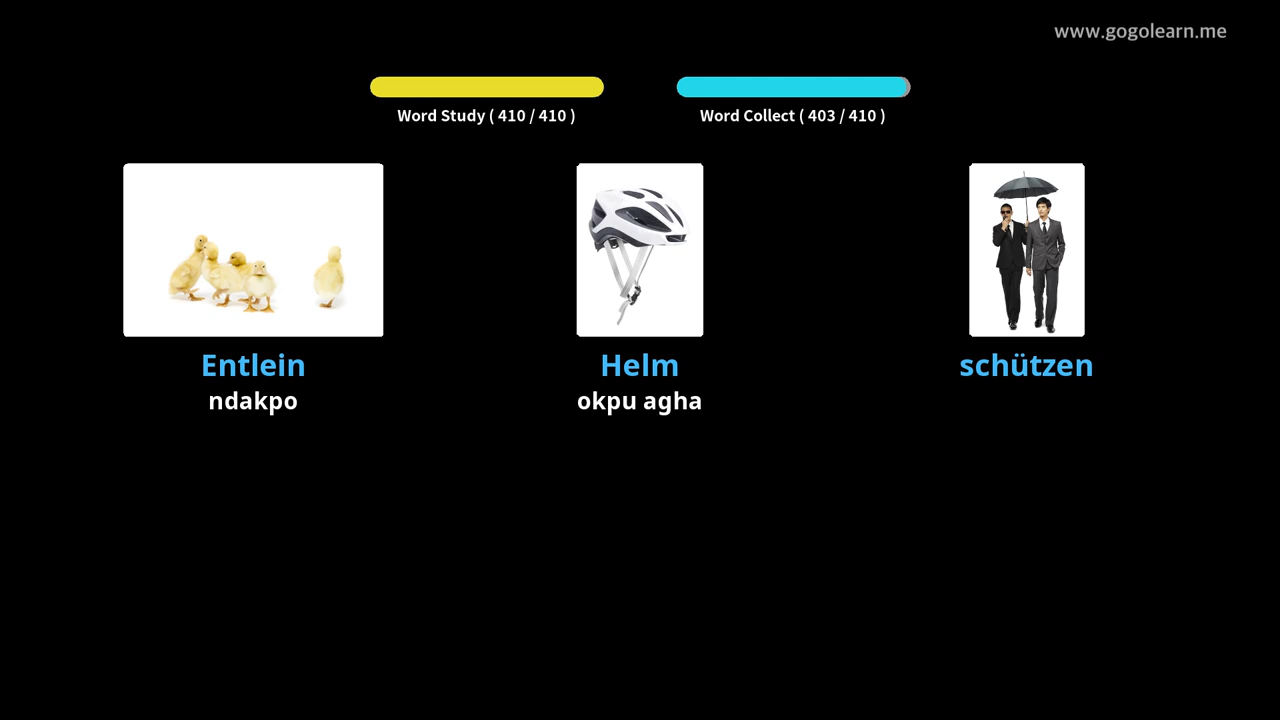 www.gogolearn.me
Word Study ( 410 / 410 )
Word Collect ( 403 / 410 )
Entlein
ndakpo
Helm
okpu agha
schützen